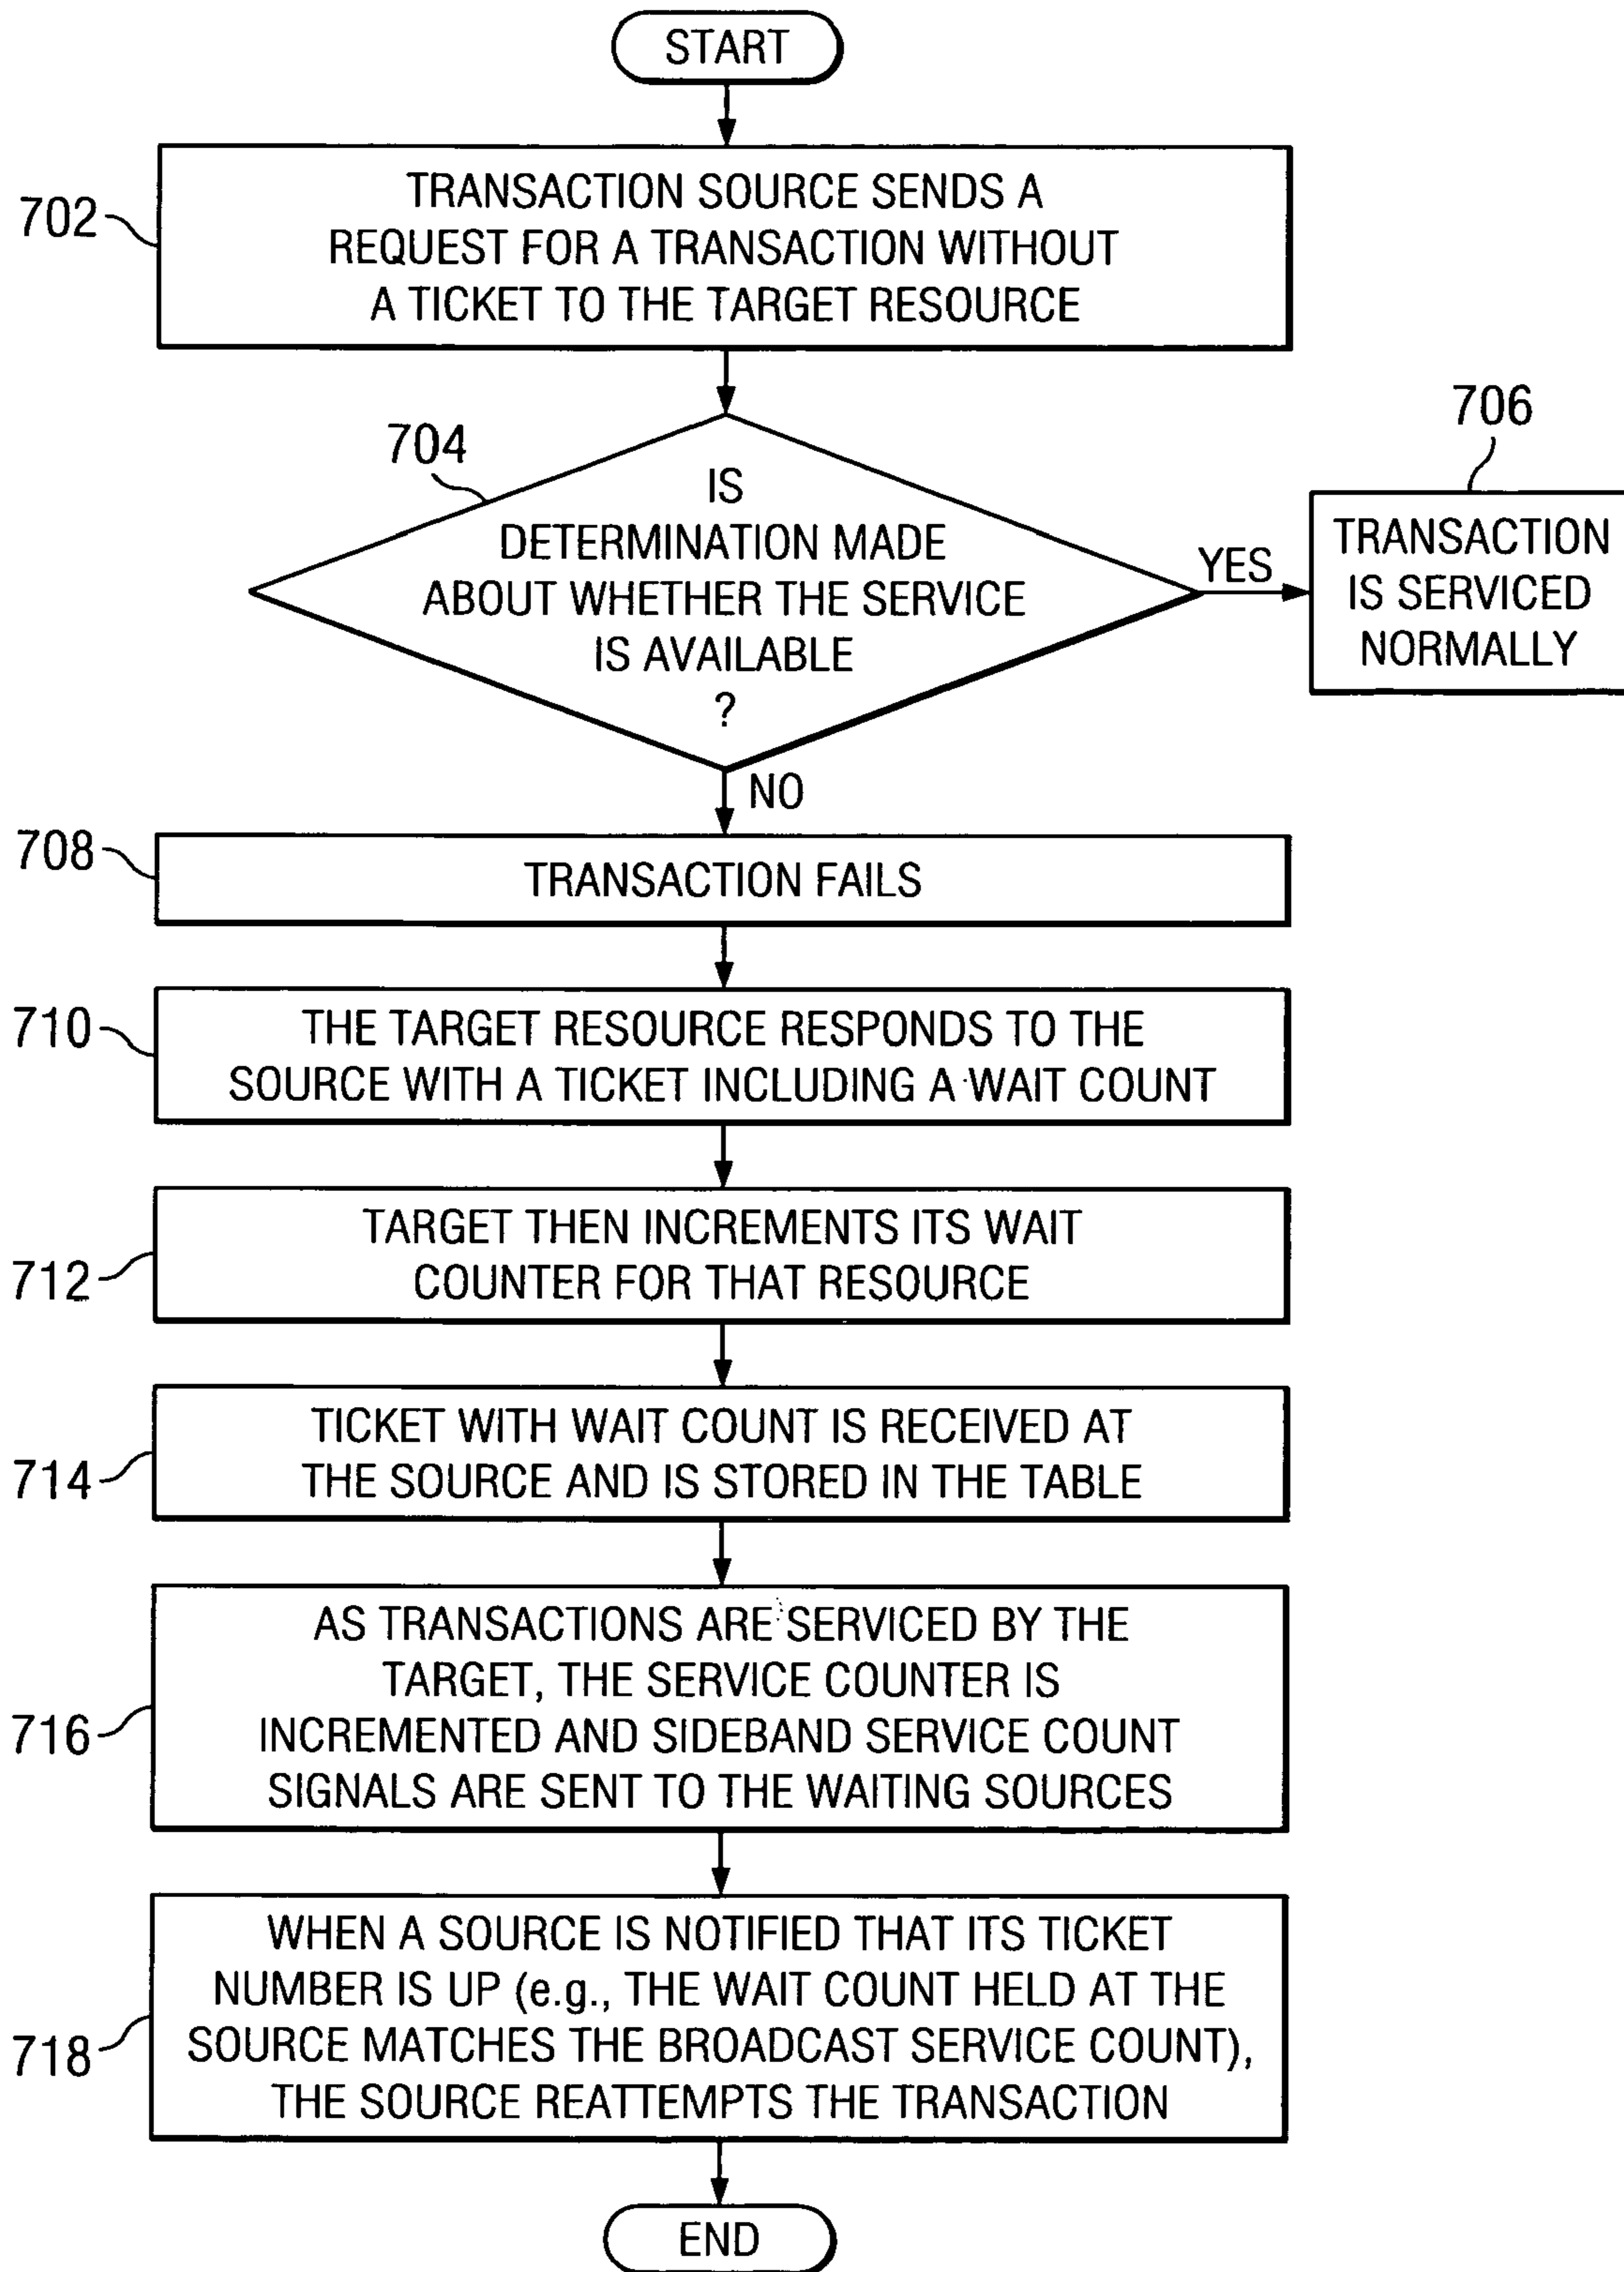 START
702
TRANSACTION SOURCE SENDS A
REQUEST FOR A TRANSACTION WITHOUT
A TICKET TO THE TARGET RESOURCE
704
IS
DETERMINATION MADE
ABOUT WHETHER THE SERVICE
IS AVAILABLE
?
YES
706
TRANSACTION
IS SERVICED
NORMALLY
NO
708
TRANSACTION FAILS
710
THE TARGET RESOURCE RESPONDS TO THE
SOURCE WITH A TICKET INCLUDING A WAIT COUNT
712
TARGET THEN INCREMENTS ITS WAIT
COUNTER FOR THAT RESOURCE
714
TICKET WITH WAIT COUNT IS RECEIVED AT
THE SOURCE AND IS STORED IN THE TABLE
716
AS TRANSACTIONS ARE SERVICED BY THE
TARGET, THE SERVICE COUNTER IS
INCREMENTED AND SIDEBAND SERVICE COUNT
SIGNALS ARE SENT TO THE WAITING SOURCES
718
WHEN A SOURCE IS NOTIFIED THAT ITS TICKET
NUMBER IS UP (e.g., THE WAIT COUNT HELD AT THE
SOURCE MATCHES THE BROADCAST SERVICE COUNT),
THE SOURCE REATTEMPTS THE TRANSACTION
END